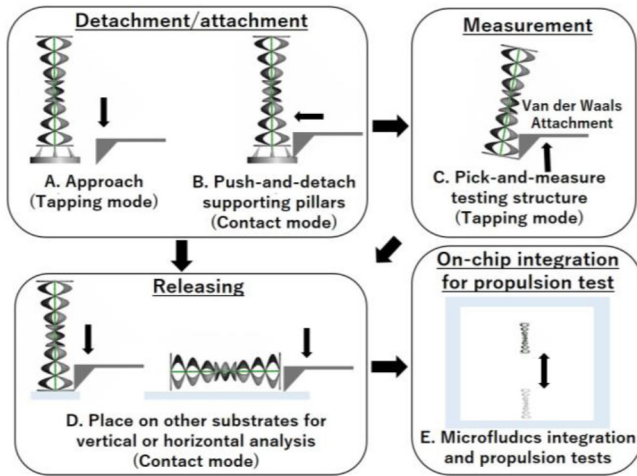 Detachment/attachment
A. Approach
(Tapping mode)
B. Push-and-detach
supporting pillars
(Contact mode)
Measurement
Van der Waals
Attachment
C. Pick-and-measure
testing structure
(Tapping mode)
Releasing
D. Place on other substrates for
vertical or horizontal analysis
(Contact mode)
On-chip integration
for propulsion test
E. Microfludics integration
and propulsion tests